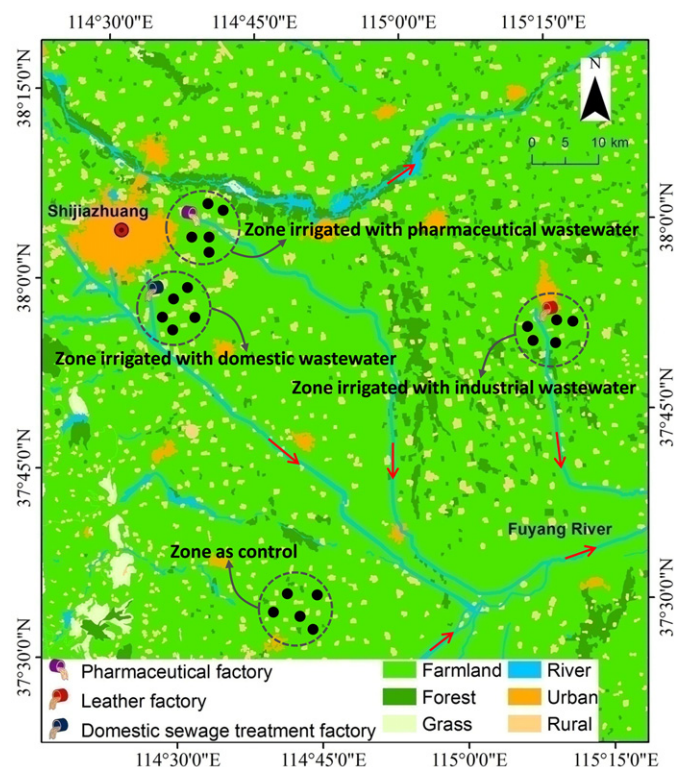 114°30'0"E 114°45'0"E 115°0'0"E 115°15'0"E
38°15'0"N
N
0 5 10 km
38°0'0"N
Shijiazhuang
Zone irrigated with pharmaceutical wastewater
38°0'0"N
Zone irrigated with domestic wastewater
Zone irrigated with industrial wastewater
37°45'0"N
37°45'0"N
Fuyang River
Zone as control
37°30'0"N
37°30'0"N
Pharmaceutical factory
Leather factory
Domestic sewage treatment factory
Farmland
Forest
Grass
River
Urban
Rural
114°30'0"E 114°45'0"E 115°0'0"E 115°15'0"E